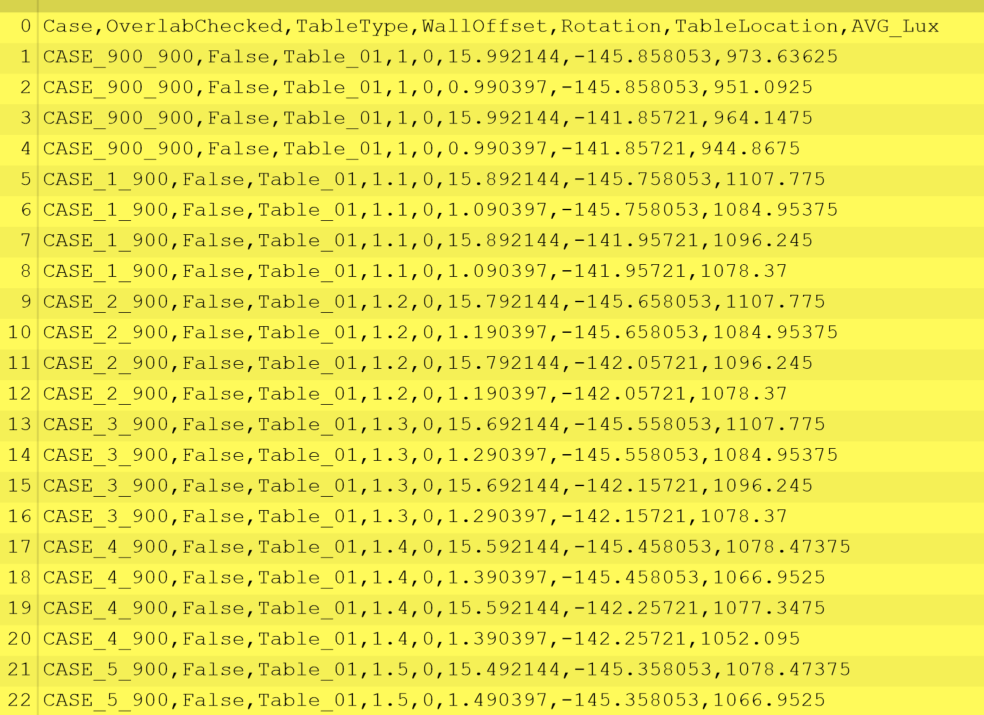 0 Case,OverlabChecked,TableType,WallOffset,Rotation,TableLocation,AVG_Lux
1 CASE_900_900,False,Table_01,1,0,15.992144,-145.858053,973.63625
2 CASE_900_900,False,Table_01,1,0,0.990397,-145.858053,951.0925
3 CASE_900_900,False,Table_01,1,0,15.992144,-141.85721,964.1475
4 CASE_900_900,False,Table_01,1,0,0.990397,-141.85721,944.8675
5 CASE_1_900,False,Table_01,1.1,0,15.892144,-145.758053,1107.775
6 CASE_1_900,False,Table_01,1.1,0,1.090397,-145.758053,1084.95375
7 CASE_1_900,False,Table_01,1.1,0,15.892144,-141.95721,1096.245
8 CASE_1_900,False,Table_01,1.1,0,1.090397,-141.95721,1078.37
9 CASE_2_900,False,Table_01,1.2,0,15.792144,-145.658053,1107.775
10 CASE_2_900,False,Table_01,1.2,0,1.190397,-145.658053,1084.95375
11 CASE_2_900,False,Table_01,1.2,0,15.792144,-142.05721,1096.245
12 CASE_2_900,False,Table_01,1.2,0,1.190397,-142.05721,1078.37
13 CASE_3_900,False,Table_01,1.3,0,15.692144,-145.558053,1107.775
14 CASE_3_900,False,Table_01,1.3,0,1.290397,-145.558053,1084.95375
15 CASE_3_900,False,Table_01,1.3,0,15.692144,-142.15721,1096.245
16 CASE_3_900,False,Table_01,1.3,0,1.290397,-142.15721,1078.37
17 CASE_4_900,False,Table_01,1.4,0,15.592144,-145.458053,1078.47375
18 CASE_4_900,False,Table_01,1.4,0,1.390397,-145.458053,1066.9525
19 CASE_4_900,False,Table_01,1.4,0,15.592144,-142.25721,1077.3475
20 CASE_4_900,False,Table_01,1.4,0,1.390397,-142.25721,1052.095
21 CASE_5_900,False,Table_01,1.5,0,15.492144,-145.358053,1078.47375
22 CASE_5_900,False,Table_01,1.5,0,1.490397,-145.358053,1066.9525